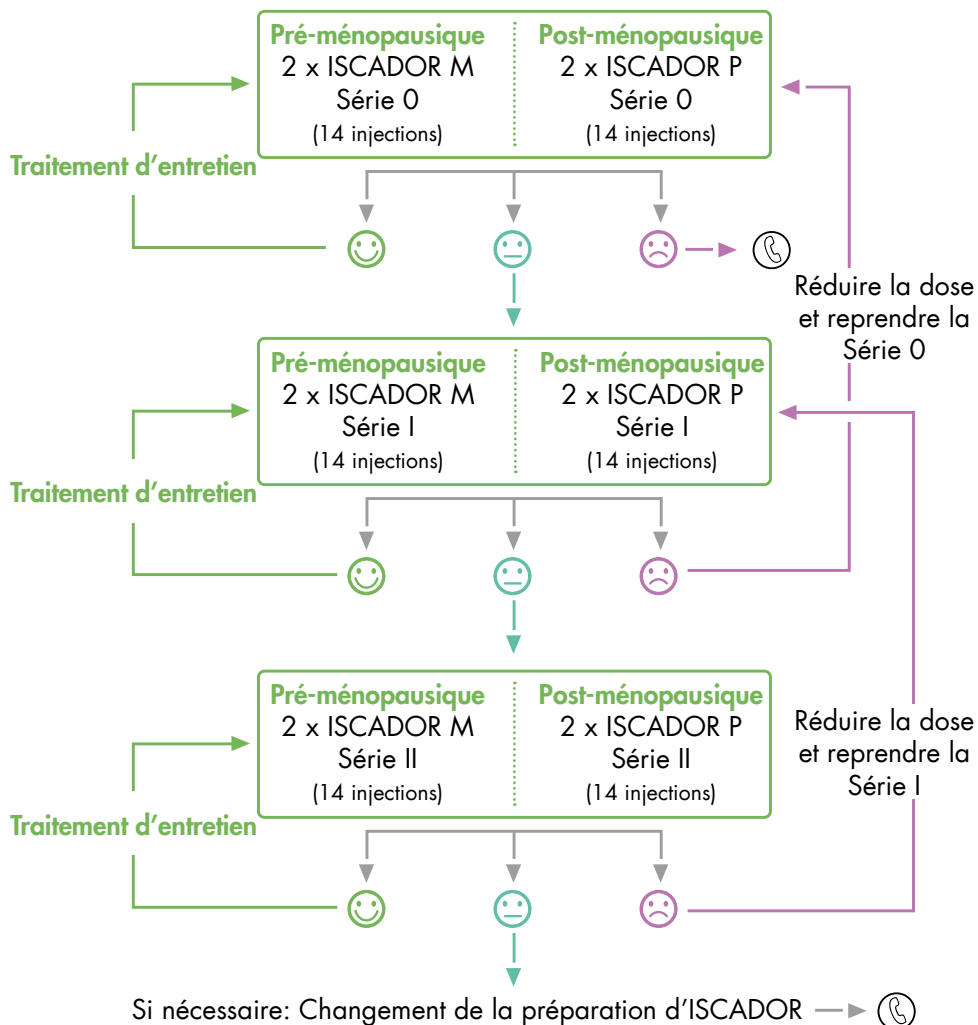 Pré-ménopausique
2 x ISCADOR M
Série 0
(14 injections)
Post-ménopausique
2 x ISCADOR P
Série 0
(14 injections)
Traitement d’entretien
Réduire la dose
et reprendre la
Série 0
Pré-ménopausique
2 x ISCADOR M
Série I
(14 injections)
Post-ménopausique
2 x ISCADOR P
Série I
(14 injections)
Traitement d’entretien
Pré-ménopausique
2 x ISCADOR M
Série II
(14 injections)
Post-ménopausique
2 x ISCADOR P
Série II
(14 injections)
Réduire la dose
et reprendre la
Série I
Traitement d’entretien
Si nécessaire: Changement de la préparation d’ISCADOR